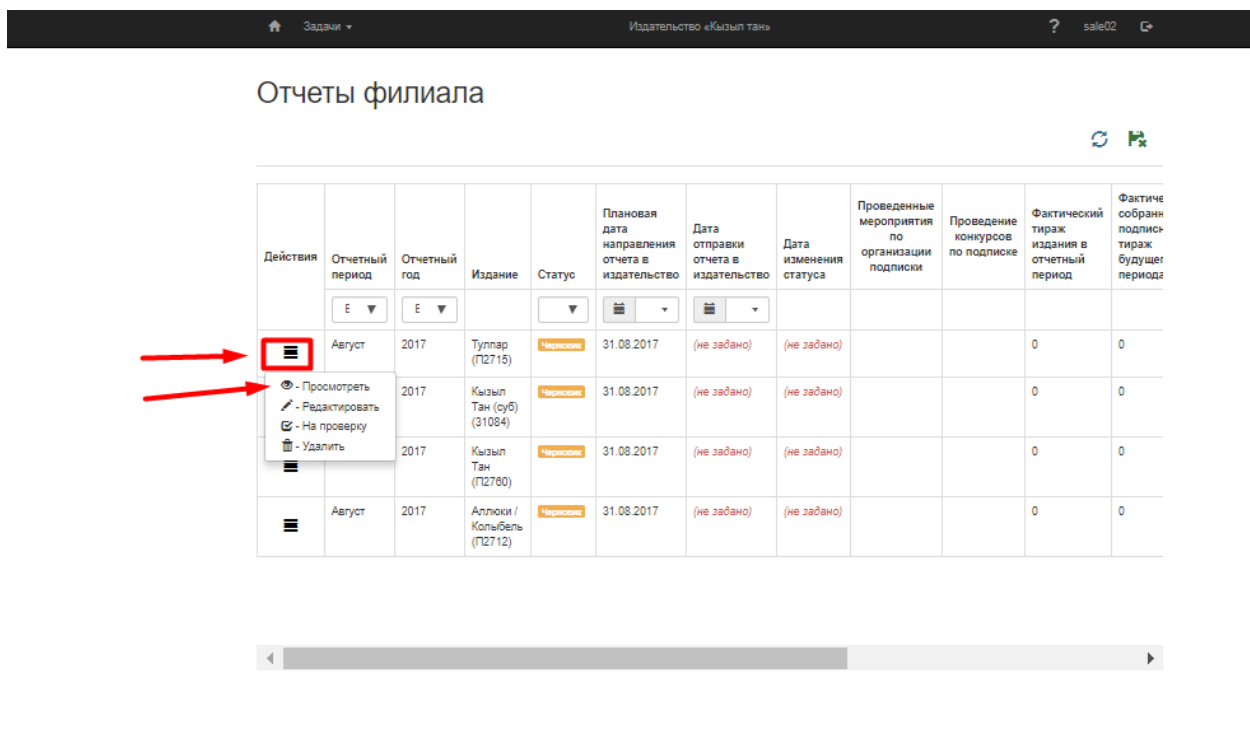 Задачи
Издательство «Кызыл тан»
? sale02
Отчеты филиала
Действия
Отчетный
период
Отчетный
год
Издание
Статус
Плановая
дата
направления
отчета в
издательство
Дата
отправки
отчета в
издательство
Дата
изменения
статуса
Проведенные
мероприятия
по
организации
подписки
Проведение
конкурсов
по подписке
Фактический
тираж
издания в
отчетный
период
Фактиче
собранн
подписн
тираж
будущег
периода
Е
Е
Август 2017 Тулпар Черновик 31.08.2017 (не задано) (не задано) 0 0
(П2715)
- Просмотреть
- Редактировать
- На проверку
- Удалить
2017 Кызыл Черновик 31.08.2017 (не задано) (не задано) 0 0
Тан (суб)
(31084)
2017 Кызыл Черновик 31.08.2017 (не задано) (не задано) 0 0
Тан
(П2760)
Август 2017 Аллюки / Черновик 31.08.2017 (не задано) (не задано) 0 0
Колыбель
(П2712)